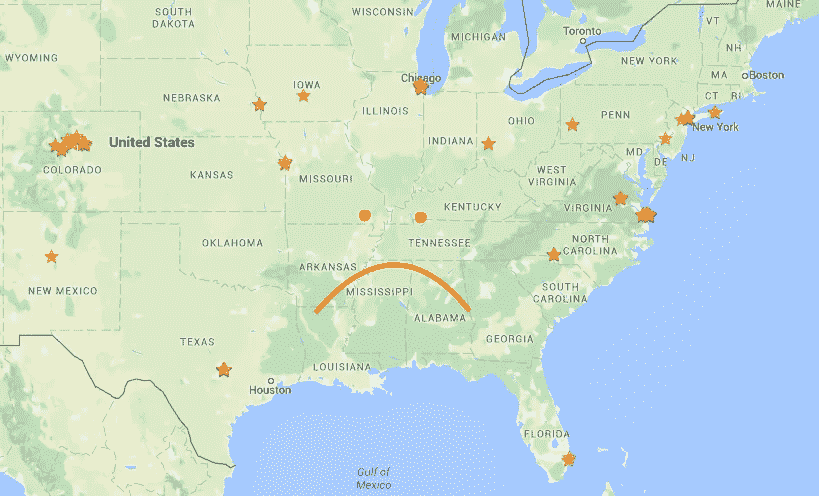 SOUTH
DAKOTA
WISCONSIN
MICHIGAN
Toronto
VT
MAINE
NH
WYOMING
NEW YORK
MA
Boston
CT
RI
Chicago
IOWA
NEBRASKA
ILLINOIS
OHIO
PENN
New York
United States
INDIANA
MD
DE
NJ
COLORADO
KANSAS
MISSOURI
WEST
VIRGINIA
KENTUCKY
VIRGINIA
OKLAHOMA
TENNESSEE
NORTH
CAROLINA
ARKANSAS
NEW MEXICO
MISSISSIPPI
SOUTH
CAROLINA
ALABAMA
GEORGIA
TEXAS
LOUISIANA
Houston
FLORIDA
Gulf of
Mexico